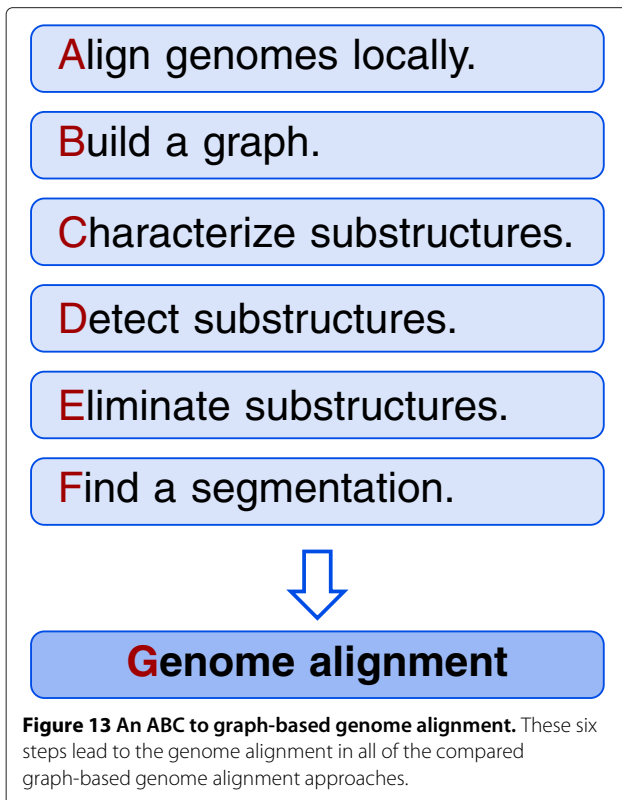 Align genomes locally.
Build a graph.
Characterize substructures.
Detect substructures.
Eliminate substructures.
Find a segmentation.
Genome alignment
Figure 13 An ABC to graph-based genome alignment. These six
steps lead to the genome alignment in all of the compared
graph-based genome alignment approaches.